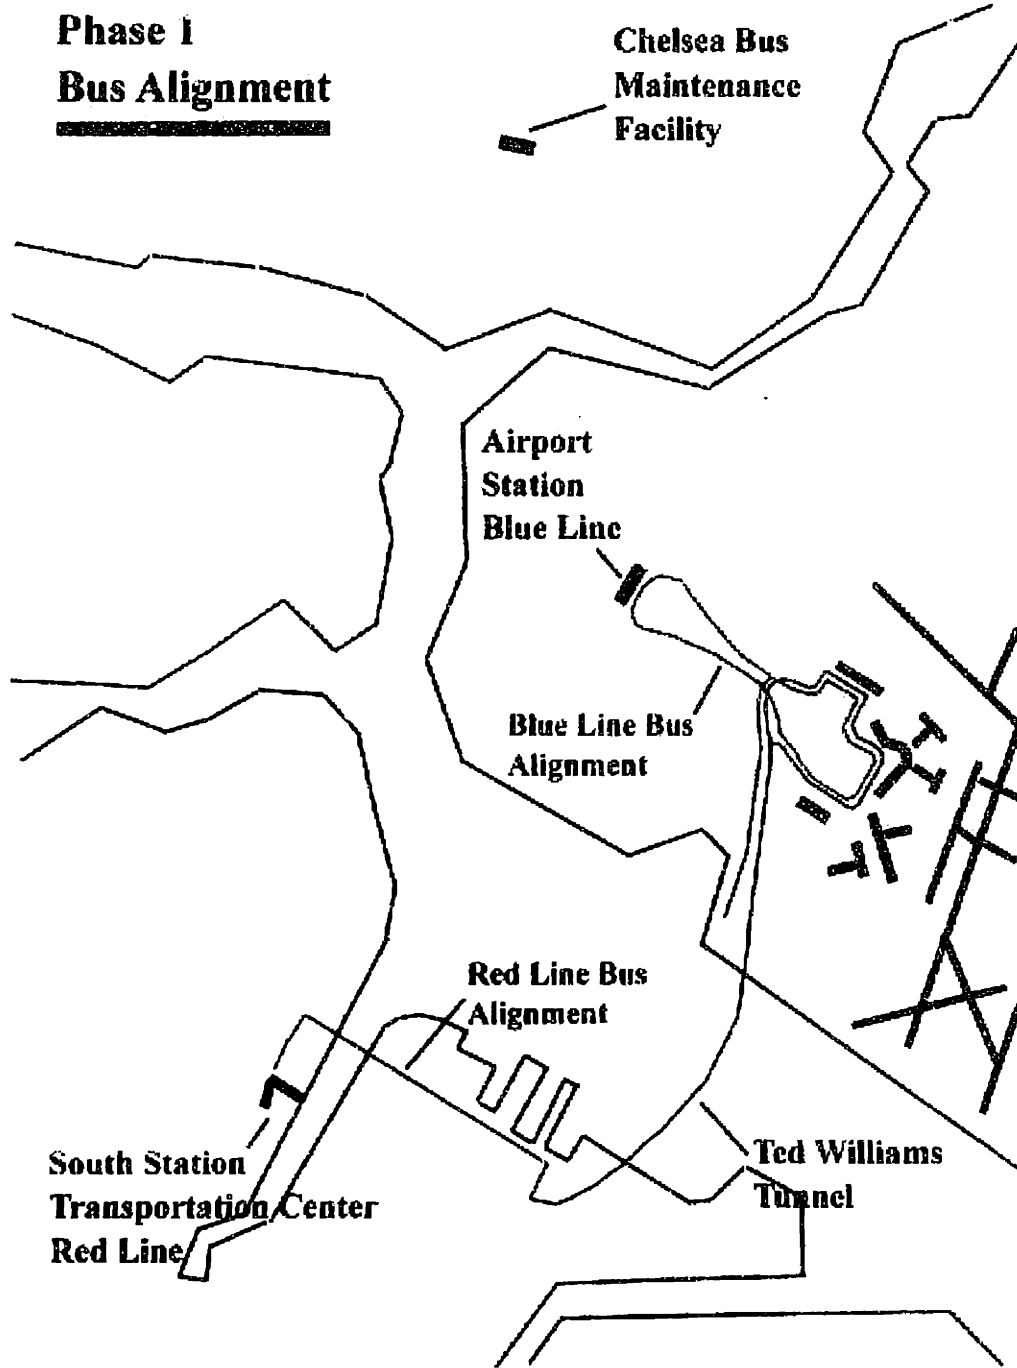 Phase 1
Bus Alignment
Chelsea Bus
Maintenance
Facility
Airport
Station
Blue Line
Blue Line Bus
Alignment
Red Line Bus
Alignment
South Station
Transportation Center
Red Line
Ted Williams
Tunnel